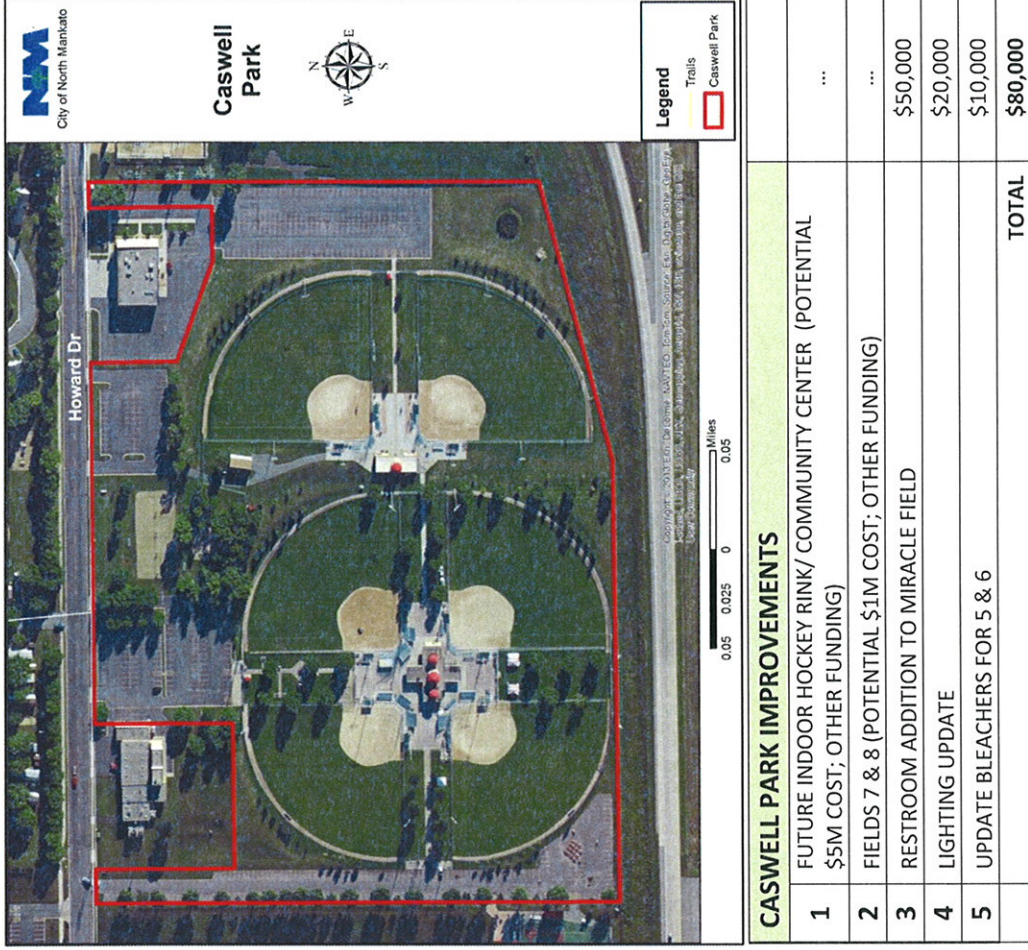 NM
City of North Mankato
Caswell
Park
N
W
E
S
Legend
Trails
Caswell Park
Howard Dr
0.05
0.025
0
0.05
Miles
CASWELL PARK IMPROVEMENTS
1 FUTURE INDOOR HOCKEY RINK/ COMMUNITY CENTER (POTENTIAL
$5M COST; OTHER FUNDING) ...
2 FIELDS 7 & 8 (POTENTIAL $1M COST; OTHER FUNDING) ...
3 RESTROOM ADDITION TO MIRACLE FIELD $50,000
4 LIGHTING UPDATE $20,000
5 UPDATE BLEACHERS FOR 5 & 6 $10,000
TOTAL $80,000